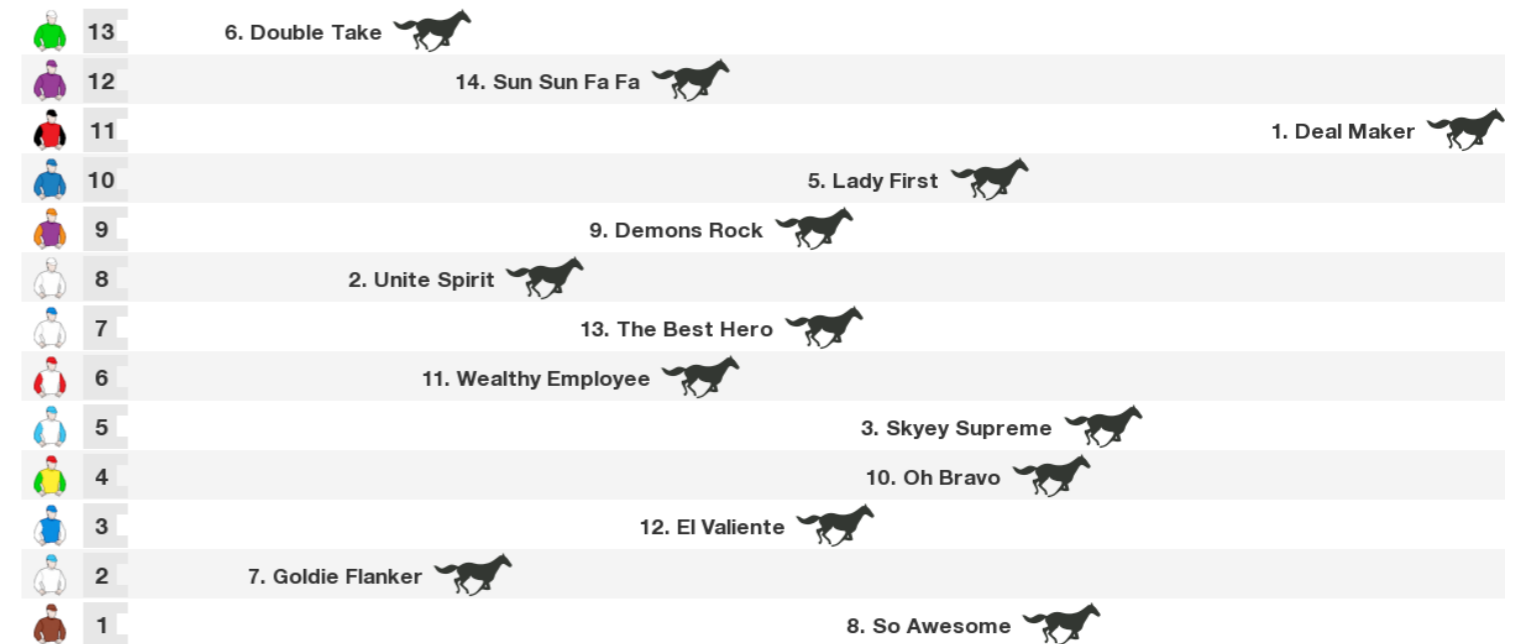 13 6. Double Take
12 14. Sun Sun Fa Fa
11 1. Deal Maker
10 5. Lady First
9 9. Demons Rock
8 2. Unite Spirit
7 13. The Best Hero
6 11. Wealthy Employee
5 3. Skyey Supreme
4 10. Oh Bravo
3 12. El Valiente
2 7. Goldie Flanker
1 8. So Awesome